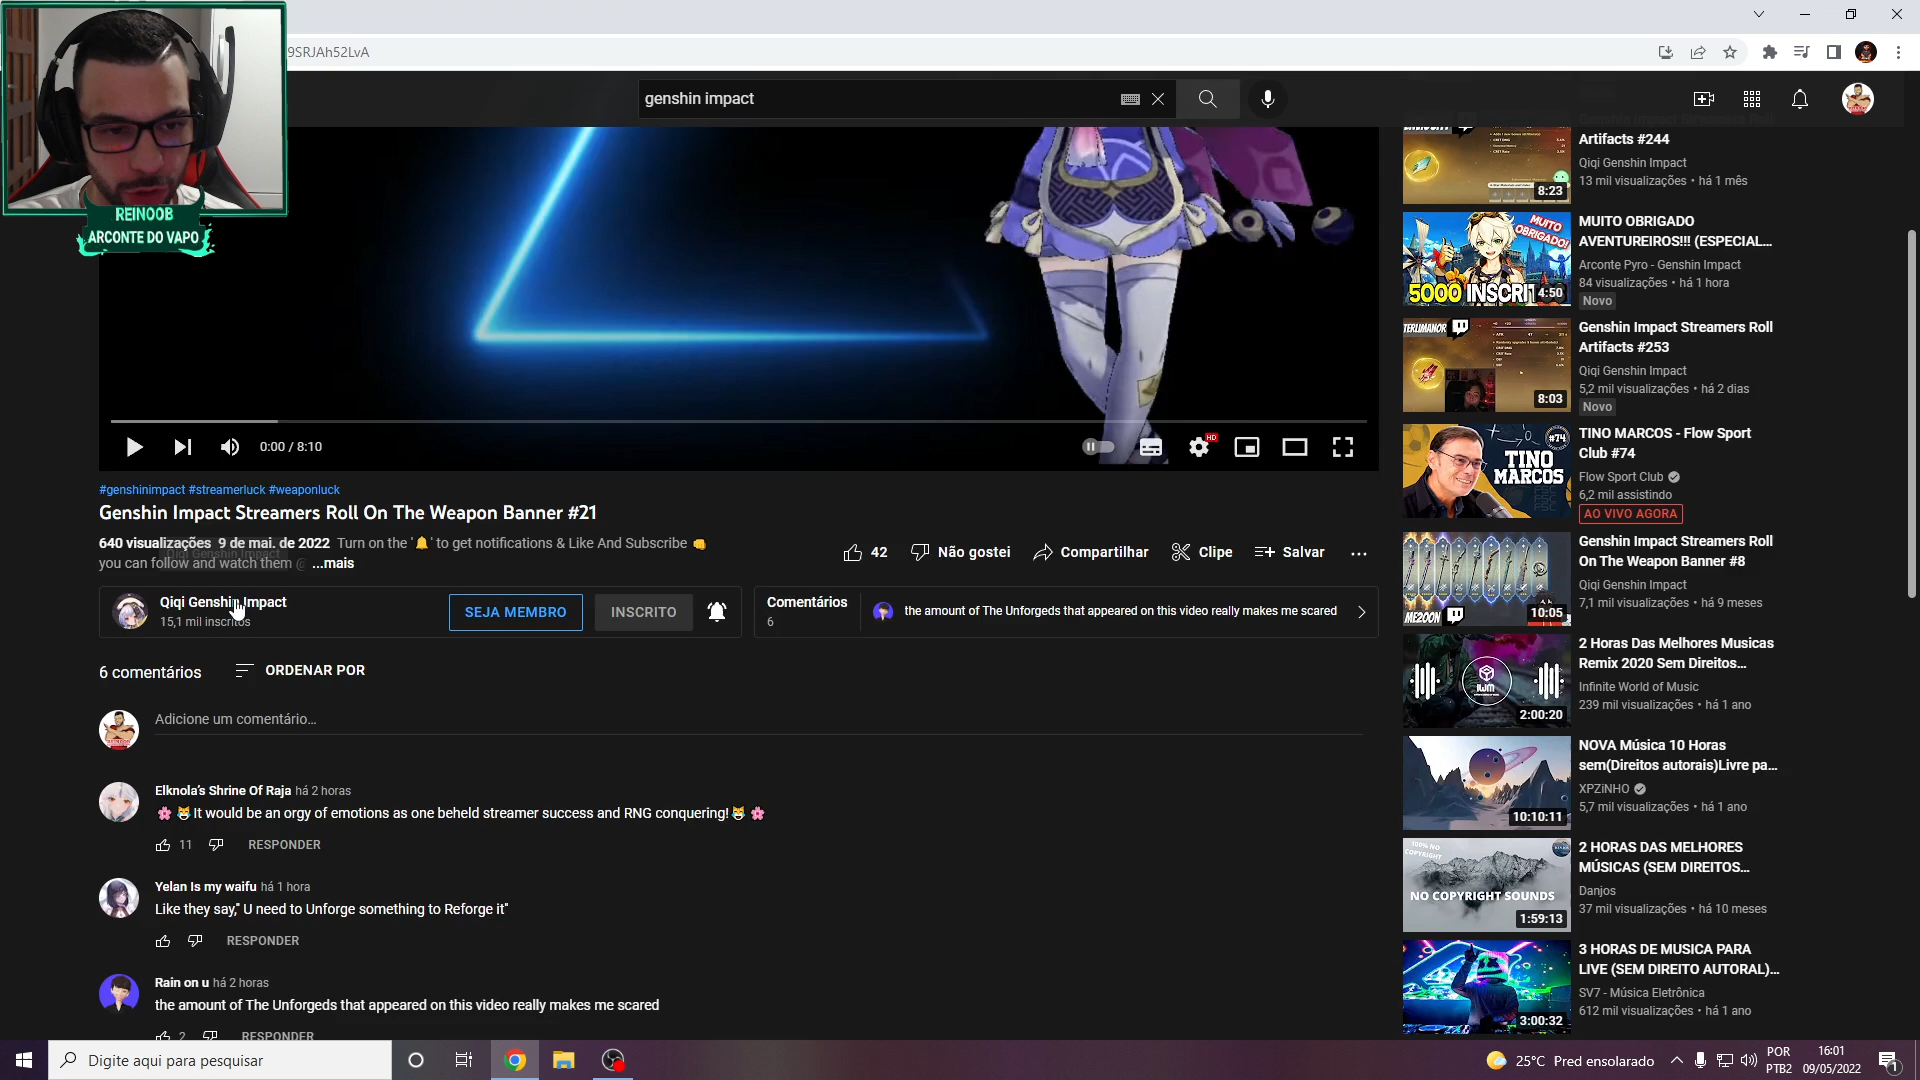 9SRJAh52LvA
REINOOB
ARCONTE DO VAPO
genshin impact
0:00 / 8:10
HD
#genshinimpact #streamerluck #weaponluck
Genshin Impact Streamers Roll On The Weapon Banner #21
640 visualizações 9 de mai. de 2022 Turn on the '🔔' to get notifications & Like And Subscribe 👊
you can follow and watch them @ ...mais
Qiqi Genshin Impact
42
Não gostei
Compartilhar
Clipe
Salvar
Qiqi Genshin Impact
15,1 mil inscritos
SEJA MEMBRO
INSCRITO
Comentários
6
the amount of The Unforgeds that appeared on this video really makes me scared
6 comentários
ORDENAR POR
Adicione um comentário...
Elknola's Shrine Of Raja há 2 horas
🌸 😹It would be an orgy of emotions as one beheld streamer success and RNG conquering!😹 🌸
11
RESPONDER
Yelan Is my waifu há 1 hora
Like they say," U need to Unforge something to Reforge it"
RESPONDER
Rain on u há 2 horas
the amount of The Unforgeds that appeared on this video really makes me scared
2
RESPONDER
Artifacts #244
Qiqi Genshin Impact
13 mil visualizações • há 1 mês
8:23
MUITO OBRIGADO!
5000 INSCRIT
4:50
MUITO OBRIGADO
AVENTUREIROS!!! (ESPECIAL...
Arconte Pyro - Genshin Impact
84 visualizações • há 1 hora
Novo
8:03
Genshin Impact Streamers Roll
Artifacts #253
Qiqi Genshin Impact
5,2 mil visualizações • há 2 dias
Novo
#74
TINO
MARCOS
TINO MARCOS - Flow Sport
Club #74
Flow Sport Club
6,2 mil assistindo
AO VIVO AGORA
ME2OON
10:05
Genshin Impact Streamers Roll
On The Weapon Banner #8
Qiqi Genshin Impact
7,1 mil visualizações • há 9 meses
IWM
2:00:20
2 Horas Das Melhores Musicas
Remix 2020 Sem Direitos...
Infinite World of Music
239 mil visualizações • há 1 ano
10:10:11
NOVA Música 10 Horas
sem(Direitos autorais)Livre pa...
XPZiNHO
5,7 mil visualizações • há 1 ano
100% NO
COPYRIGHT
NO COPYRIGHT SOUNDS
1:59:13
2 HORAS DAS MELHORES
MÚSICAS (SEM DIREITOS...
Danjos
37 mil visualizações • há 10 meses
3:00:32
3 HORAS DE MUSICA PARA
LIVE (SEM DIREITO AUTORAL)...
SV7 - Música Eletrônica
612 mil visualizações • há 1 ano
Digite aqui para pesquisar
25°C Pred ensolarado
POR
PTB2
16:01
09/05/2022
1